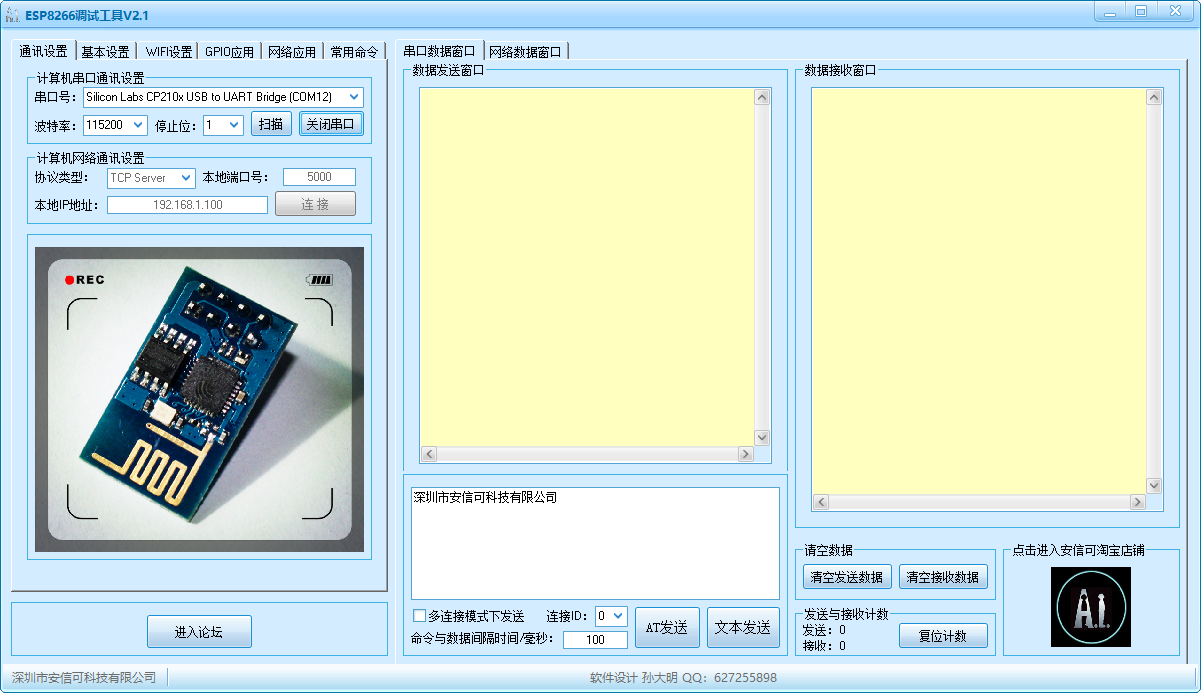 ESP8266调试工具V2.1
通讯设置 基本设置 WIFI设置 GPIO应用 网络应用 常用命令
计算机串口通讯设置
串口号: Silicon Labs CP210x USB to UART Bridge (COM12)
波特率: 115200 停止位: 1 扫描 关闭串口
计算机网络通讯设置
协议类型: TCP Server 本地端口号: 5000
本地IP地址: 192.168.1.100 连 接
REC
进入论坛
串口数据窗口 网络数据窗口
数据发送窗口
深圳市安信可科技有限公司
多连接模式下发送 连接ID: 0
命令与数据间隔时间/毫秒: 100
AT发送 文本发送
数据接收窗口
请空数据
清空发送数据 清空接收数据
发送与接收计数
发送: 0
接收: 0
复位计数
点击进入安信可淘宝店铺
A.i.
深圳市安信可科技有限公司
软件设计 孙大明 QQ: 627255898